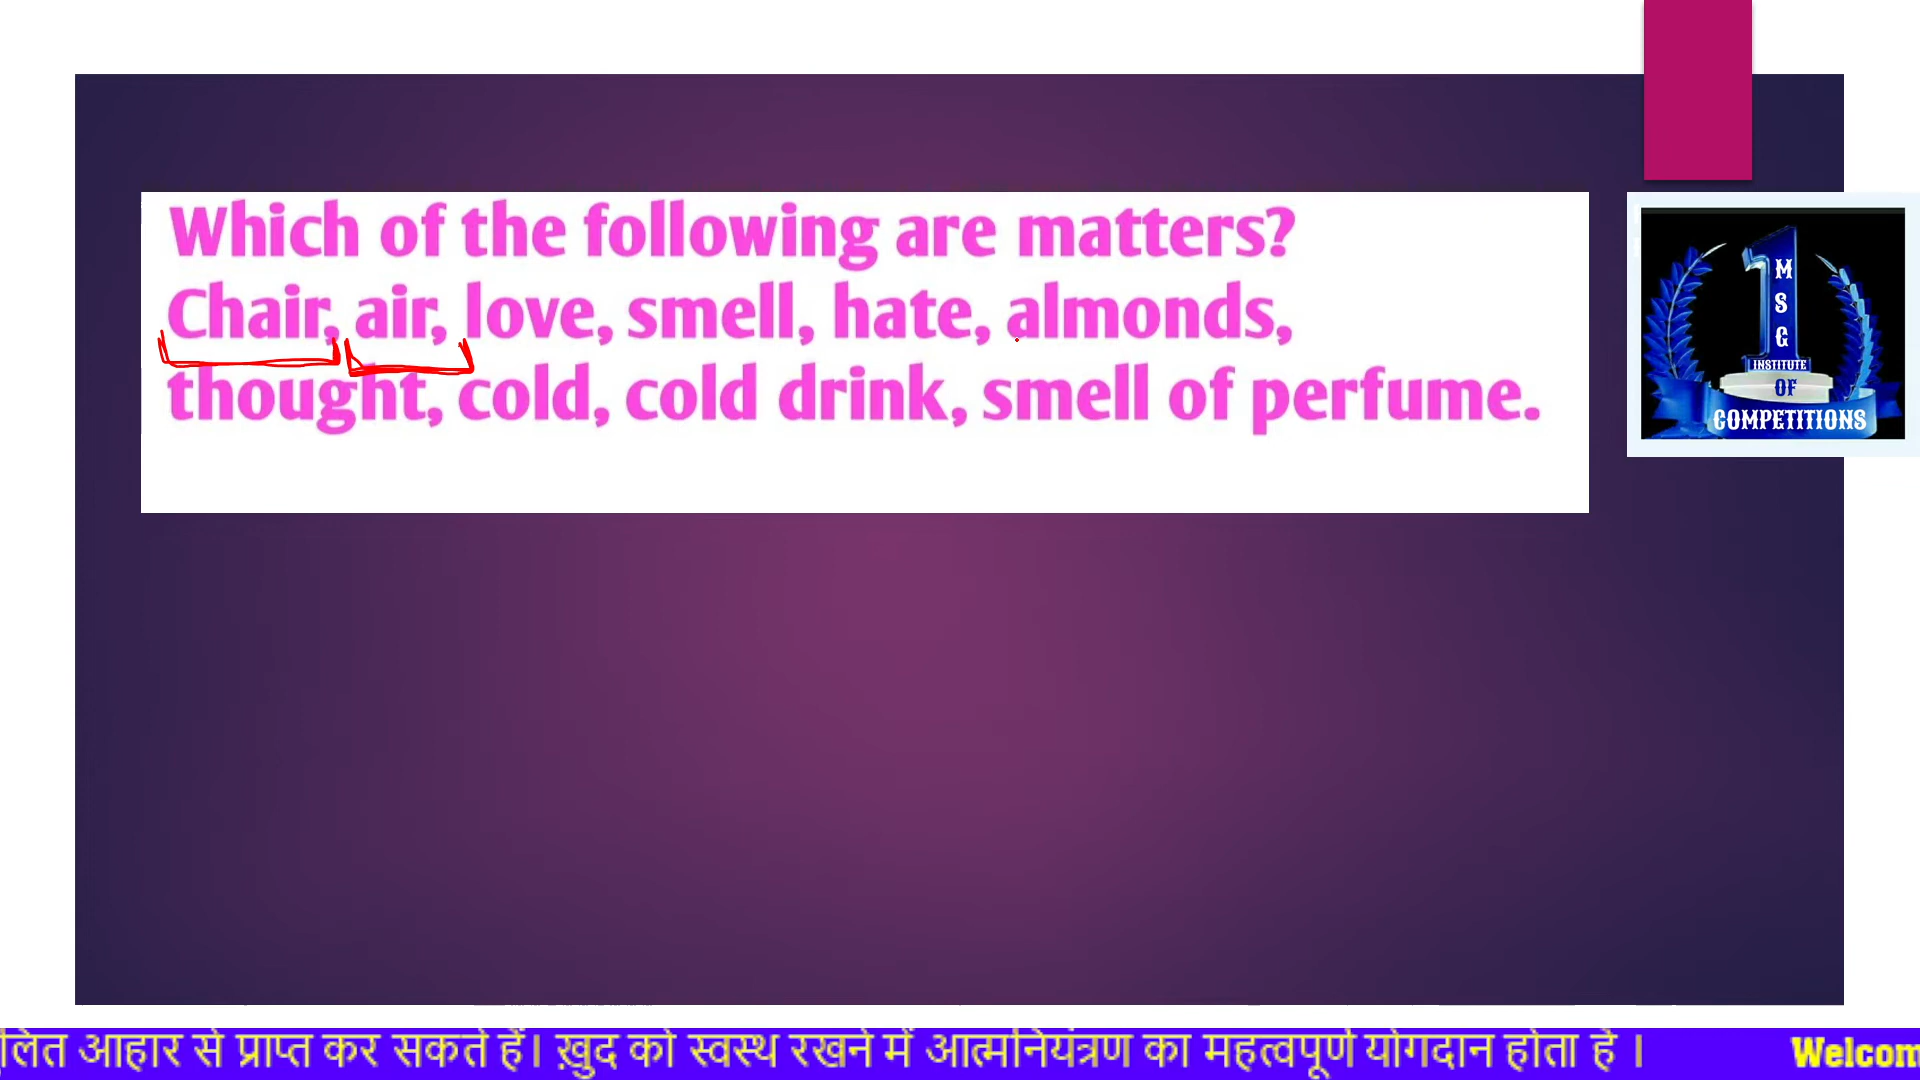 Which of the following are matters?
Chair, air, love, smell, hate, almonds,
thought, cold, cold drink, smell of perfume.
1
M
S
G
INSTITUTE
OF
COMPETITIONS
आहार से प्राप्त कर सकते हैं। ख़ुद को स्वस्थ रखने में आत्मनियंत्रण का महत्वपूर्ण योगदान होता है । Welcom